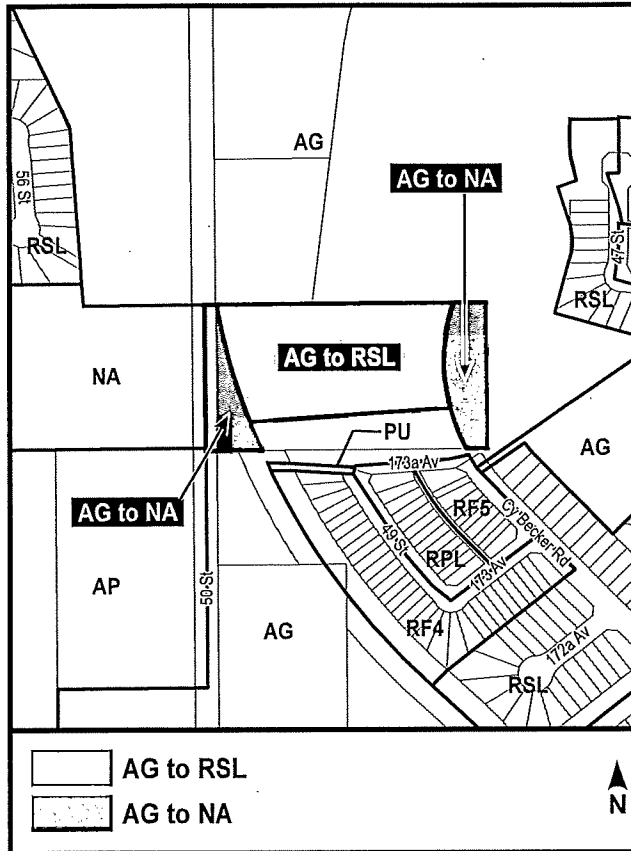 AG
AG to NA
56 St
RSL
47 St
RSL
AG to RSL
NA
PU
AG
173a Av
AG to NA
RF5
Cy Becker Rd
49 St
RPL
173 Av
AP
50 St
AG
RF4
172a Av
RSL
AG to RSL
AG to NA
N